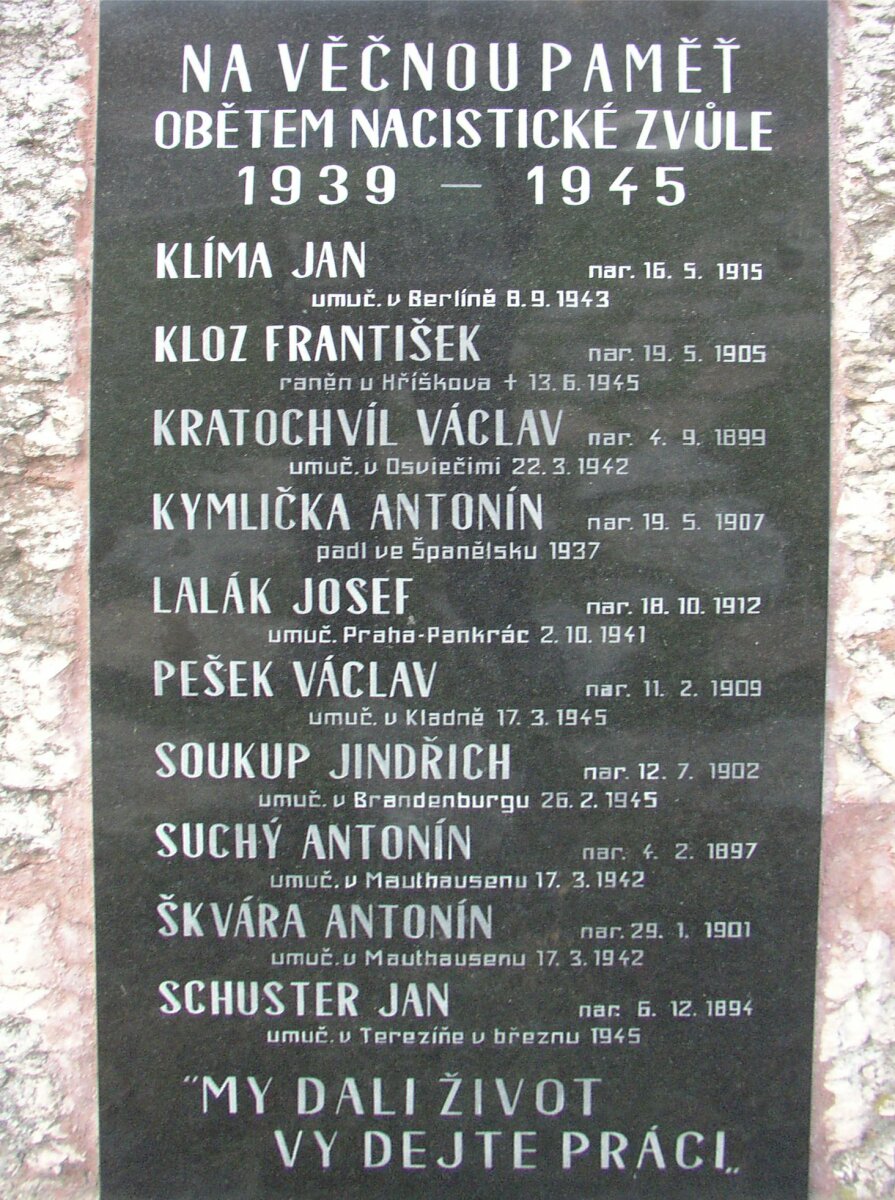 NA VĚČNOU PAMĚŤ
OBĚTEM NACISTICKÉ ZVŮLE
1939 — 1945
KLÍMA JAN nar. 16. 5. 1915
umuč. v Berlíně 8. 9. 1943
KLOZ FRANTIŠEK nar. 19. 5. 1905
raněn u Hříškova + 13. 6. 1945
KRATOCHVÍL VÁCLAV nar. 4. 9. 1899
umuč. v Osviečimi 22. 3. 1942
KYMLIČKA ANTONÍN nar. 19. 5. 1907
padl ve Španělsku 1937
LALÁK JOSEF nar. 18. 10. 1912
umuč. Praha-Pankrác 2. 10. 1941
PEŠEK VÁCLAV nar. 11. 2. 1909
umuč. v Kladně 17. 3. 1945
SOUKUP JINDŘICH nar. 12. 7. 1902
umuč. v Brandenburgu 26. 2. 1945
SUCHÝ ANTONÍN nar. 4. 2. 1897
umuč. v Mauthausenu 17. 3. 1942
ŠKVÁRA ANTONÍN nar. 29. 1. 1901
umuč. v Mauthausenu 17. 3. 1942
SCHUSTER JAN nar. 6. 12. 1894
umuč. v Terezíňe v březnu 1945
"MY DALI ŽIVOT
VY DEJTE PRÁCI„